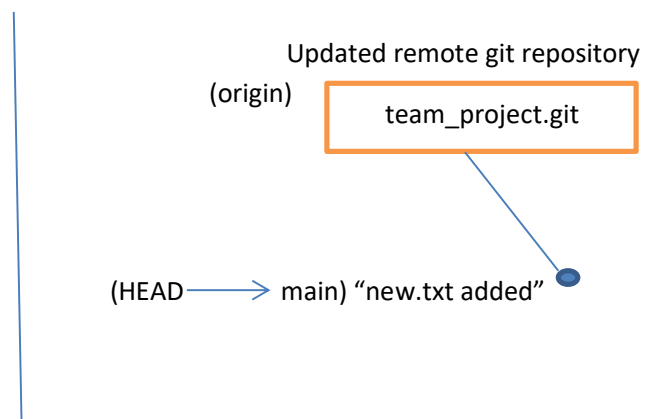 Updated remote git repository
(origin)
team_project.git
(HEAD main) “new.txt added”